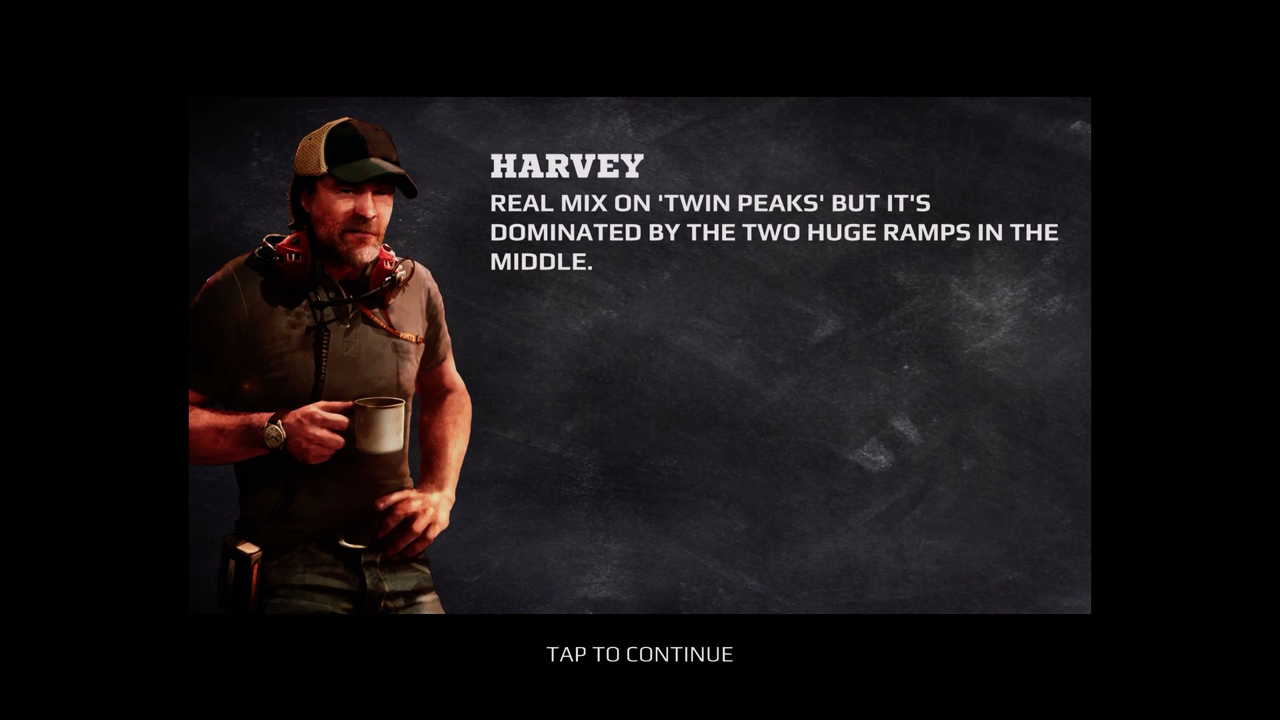 HARVEY
REAL MIX ON 'TWIN PEAKS' BUT IT'S
DOMINATED BY THE TWO HUGE RAMPS IN THE
MIDDLE.
TAP TO CONTINUE